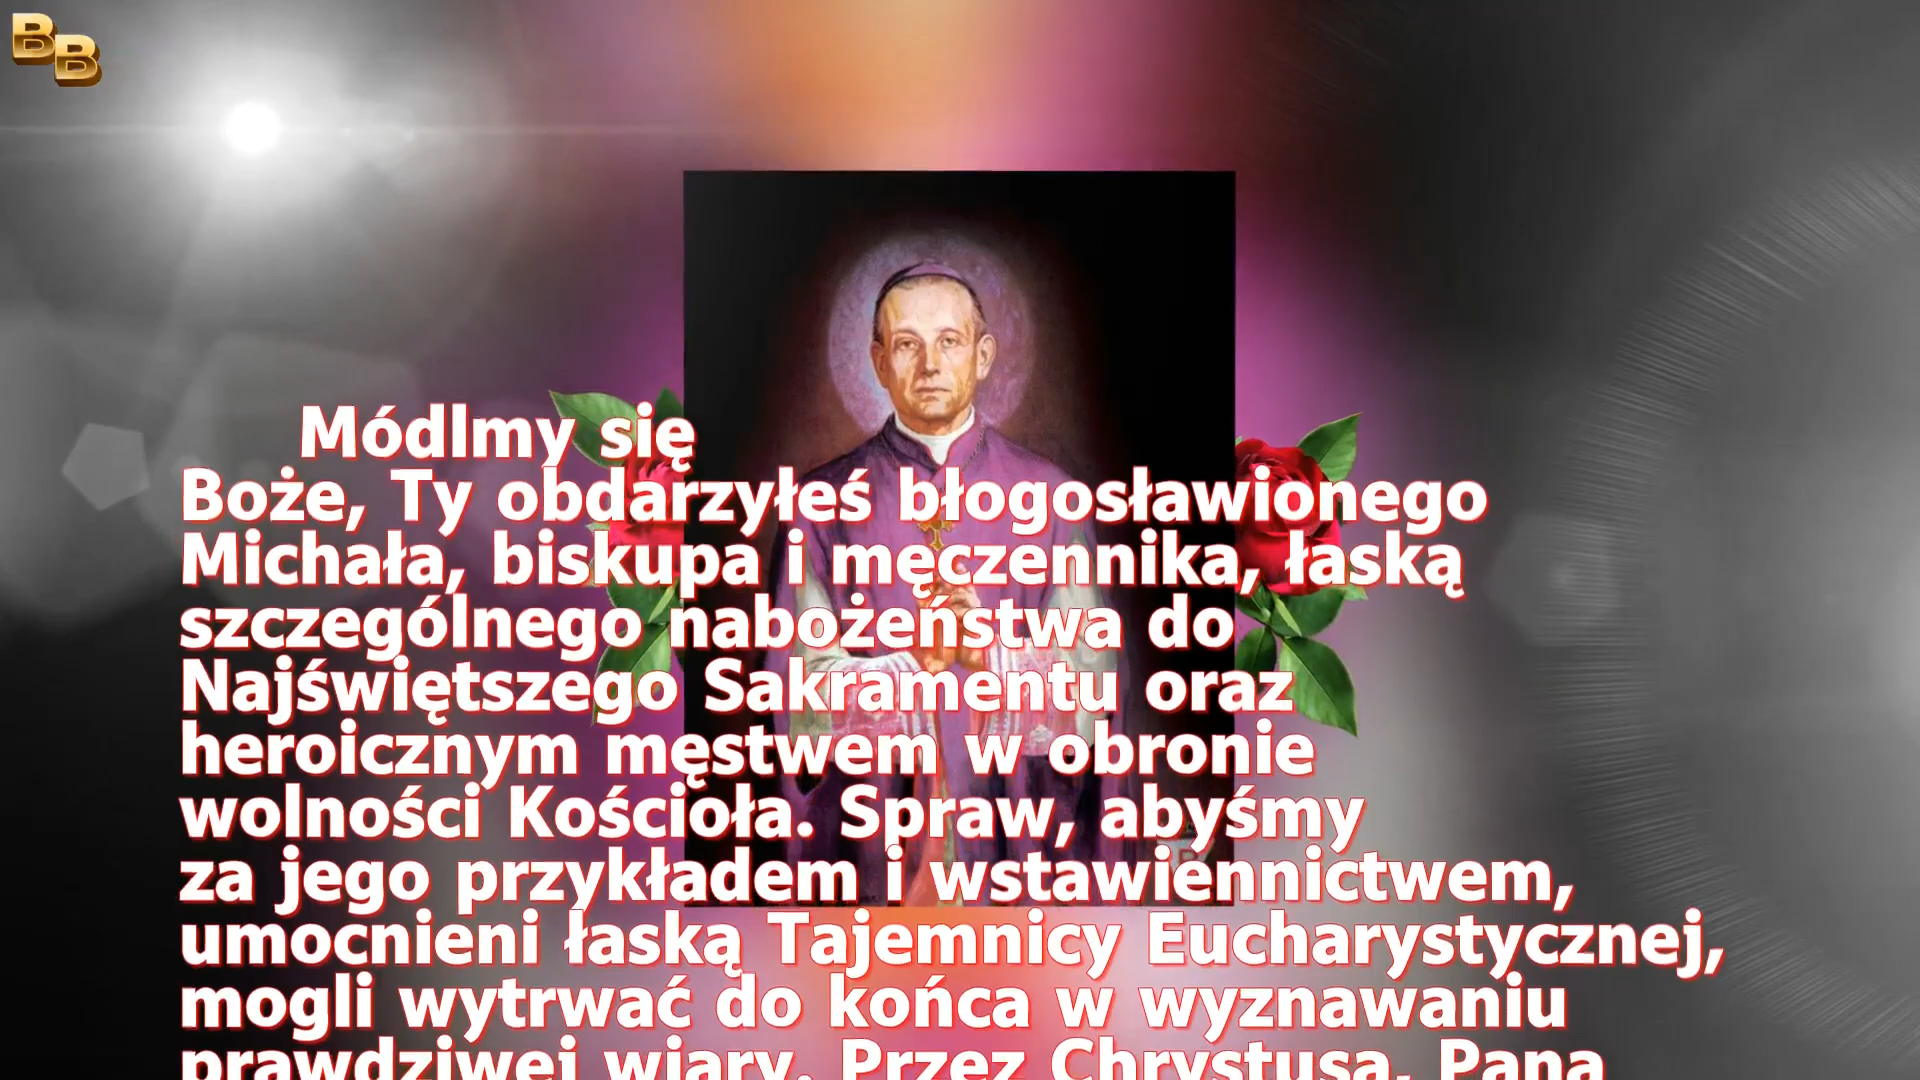 BB
Módlmy się
Boże, Ty obdarzyłeś błogosławionego
Michała, biskupa i męczennika, łaską
szczególnego nabożeństwa do
Najświętszego Sakramentu oraz
heroicznym męstwem w obronie
wolności Kościoła. Spraw, abyśmy
za jego przykładem i wstawiennictwem,
umocnieni łaską Tajemnicy Eucharystycznej,
mogli wytrwać do końca w wyznawaniu
prawdziwej wiary. Przez Chrystusa, Pana